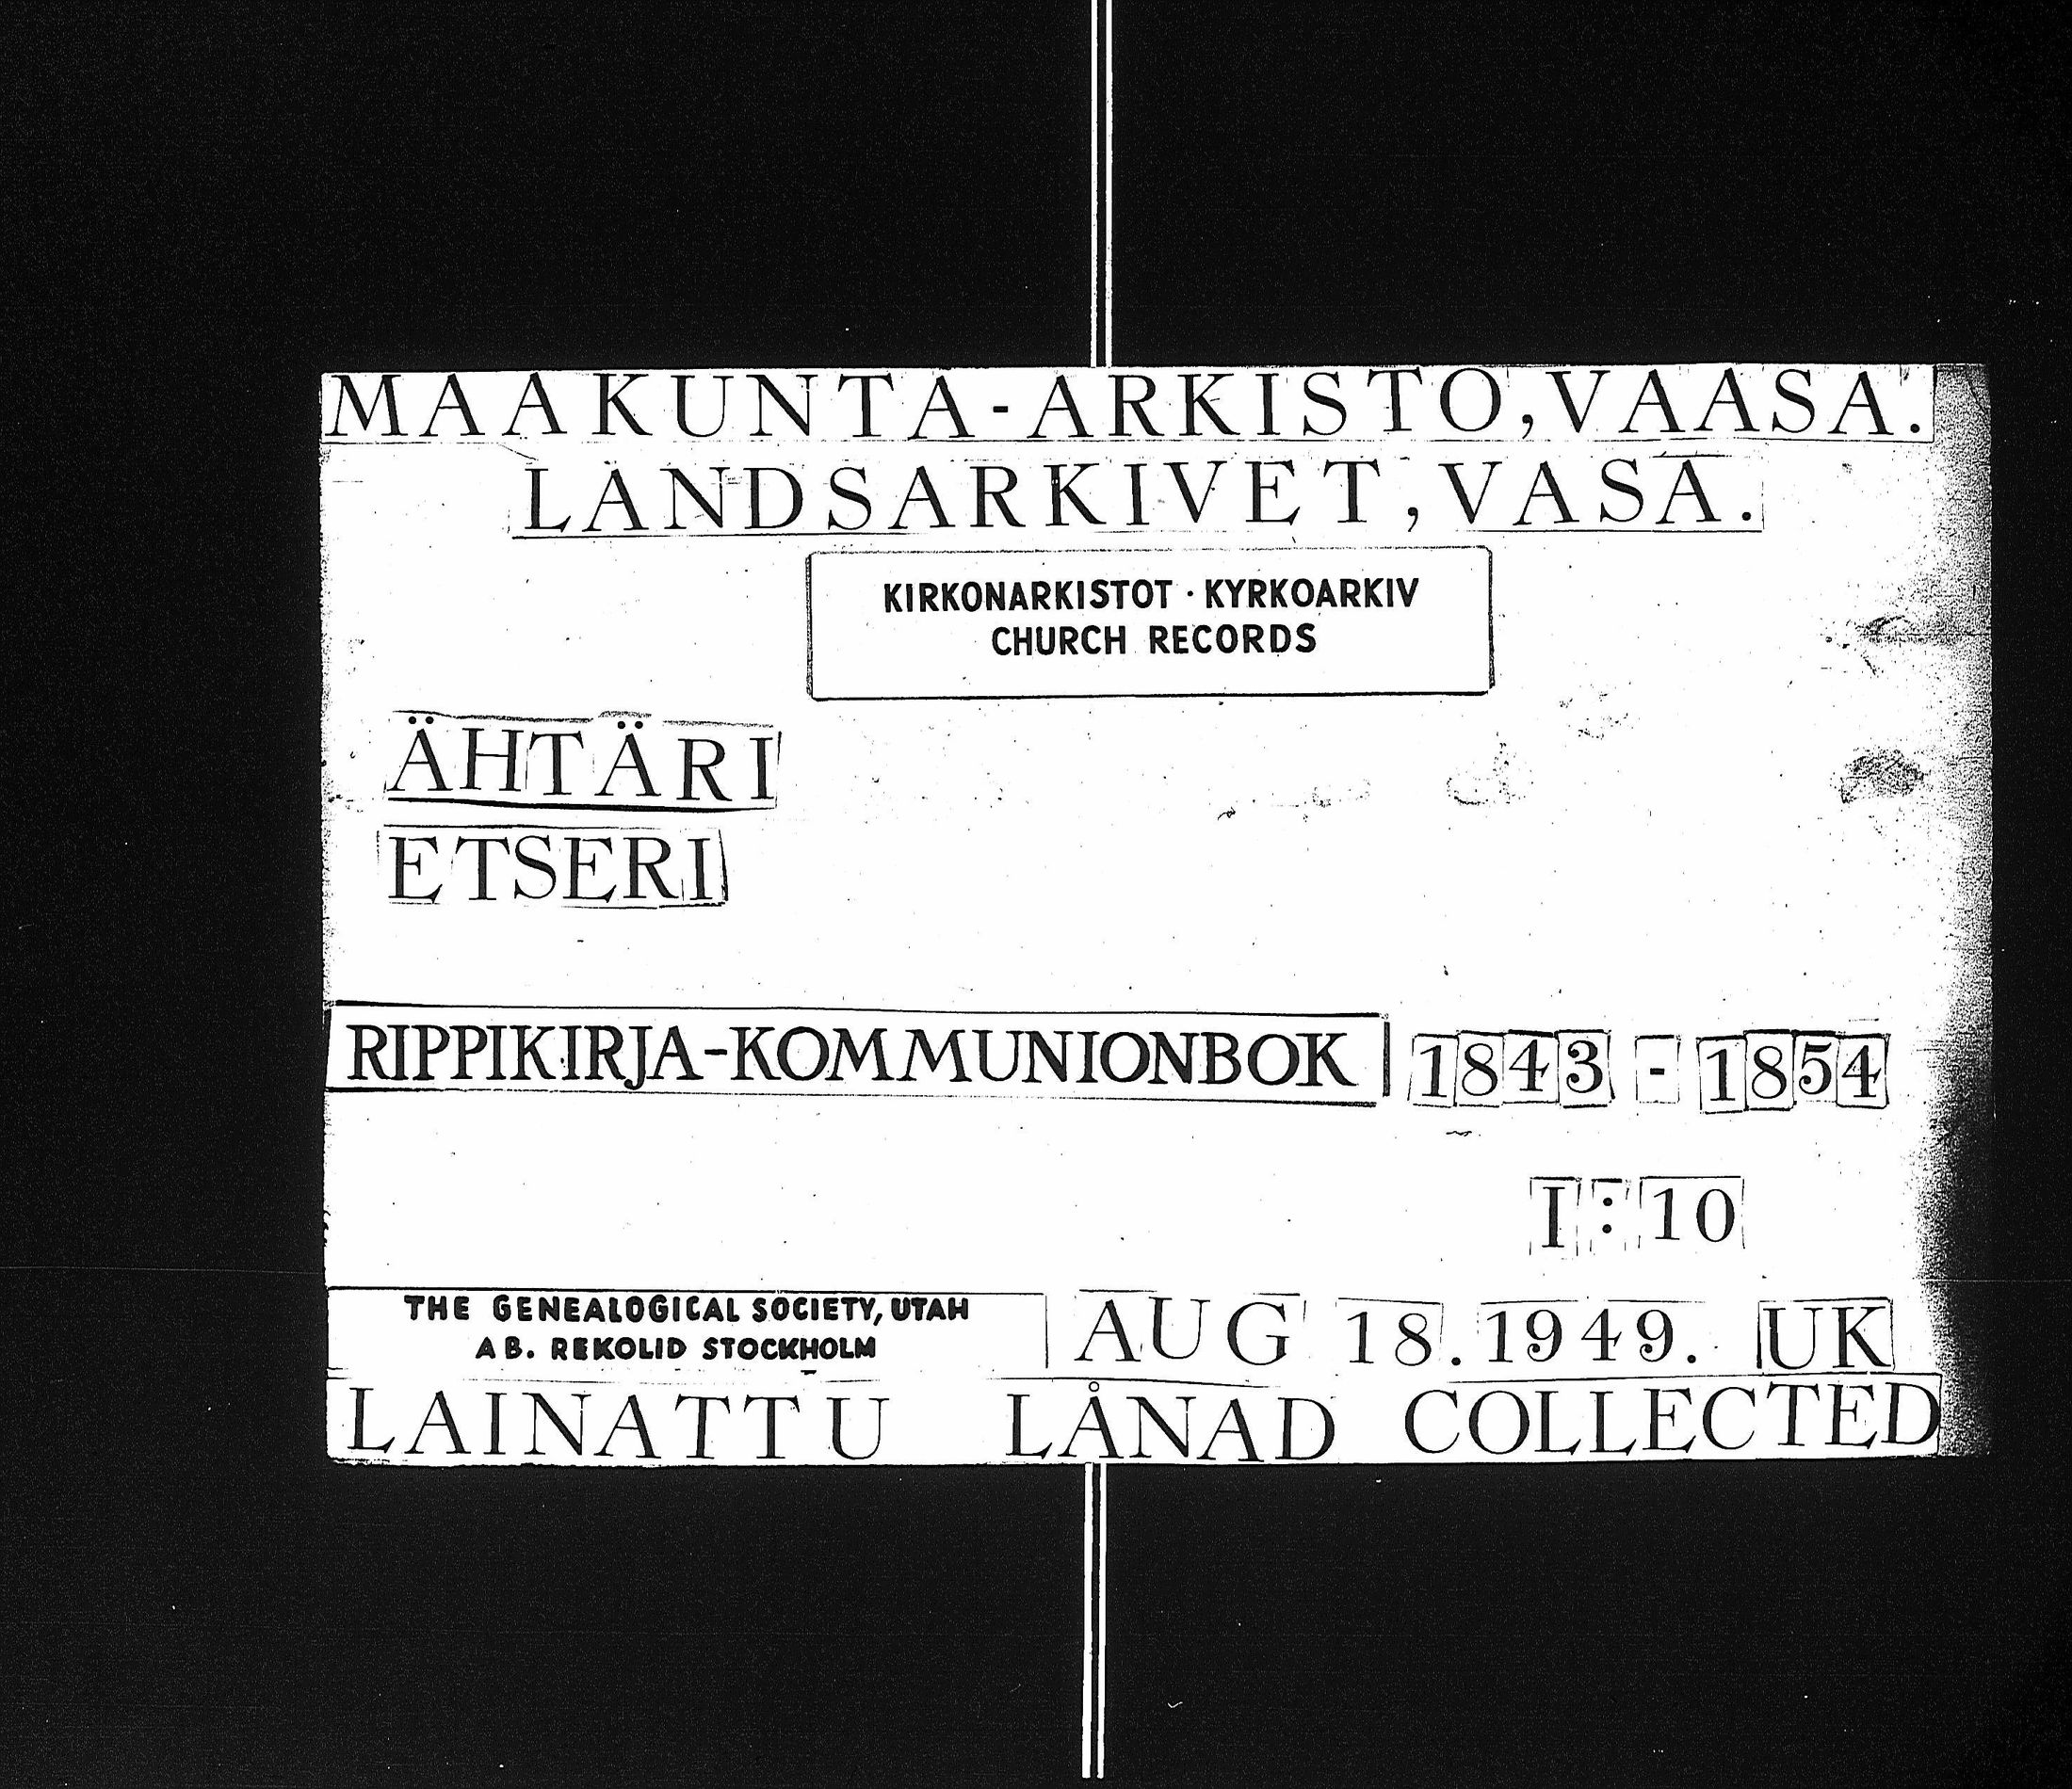 MAAKUNTA-ARKISTO, VAASA.
LANDSARKIVET, VASA.
KIRKONARKISTOT · KYRKOARKIV
CHURCH RECORDS
ÄHTÄRI
ETSERI
RIPPIKIRJA-KOMMUNIONBOK 1843 - 1854
I : 10
THE GENEALOGICAL SOCIETY, UTAH
AB. REKOLID STOCKHOLM
AUG 18. 1949. UK
LAINATTU LÅNAD COLLECTED